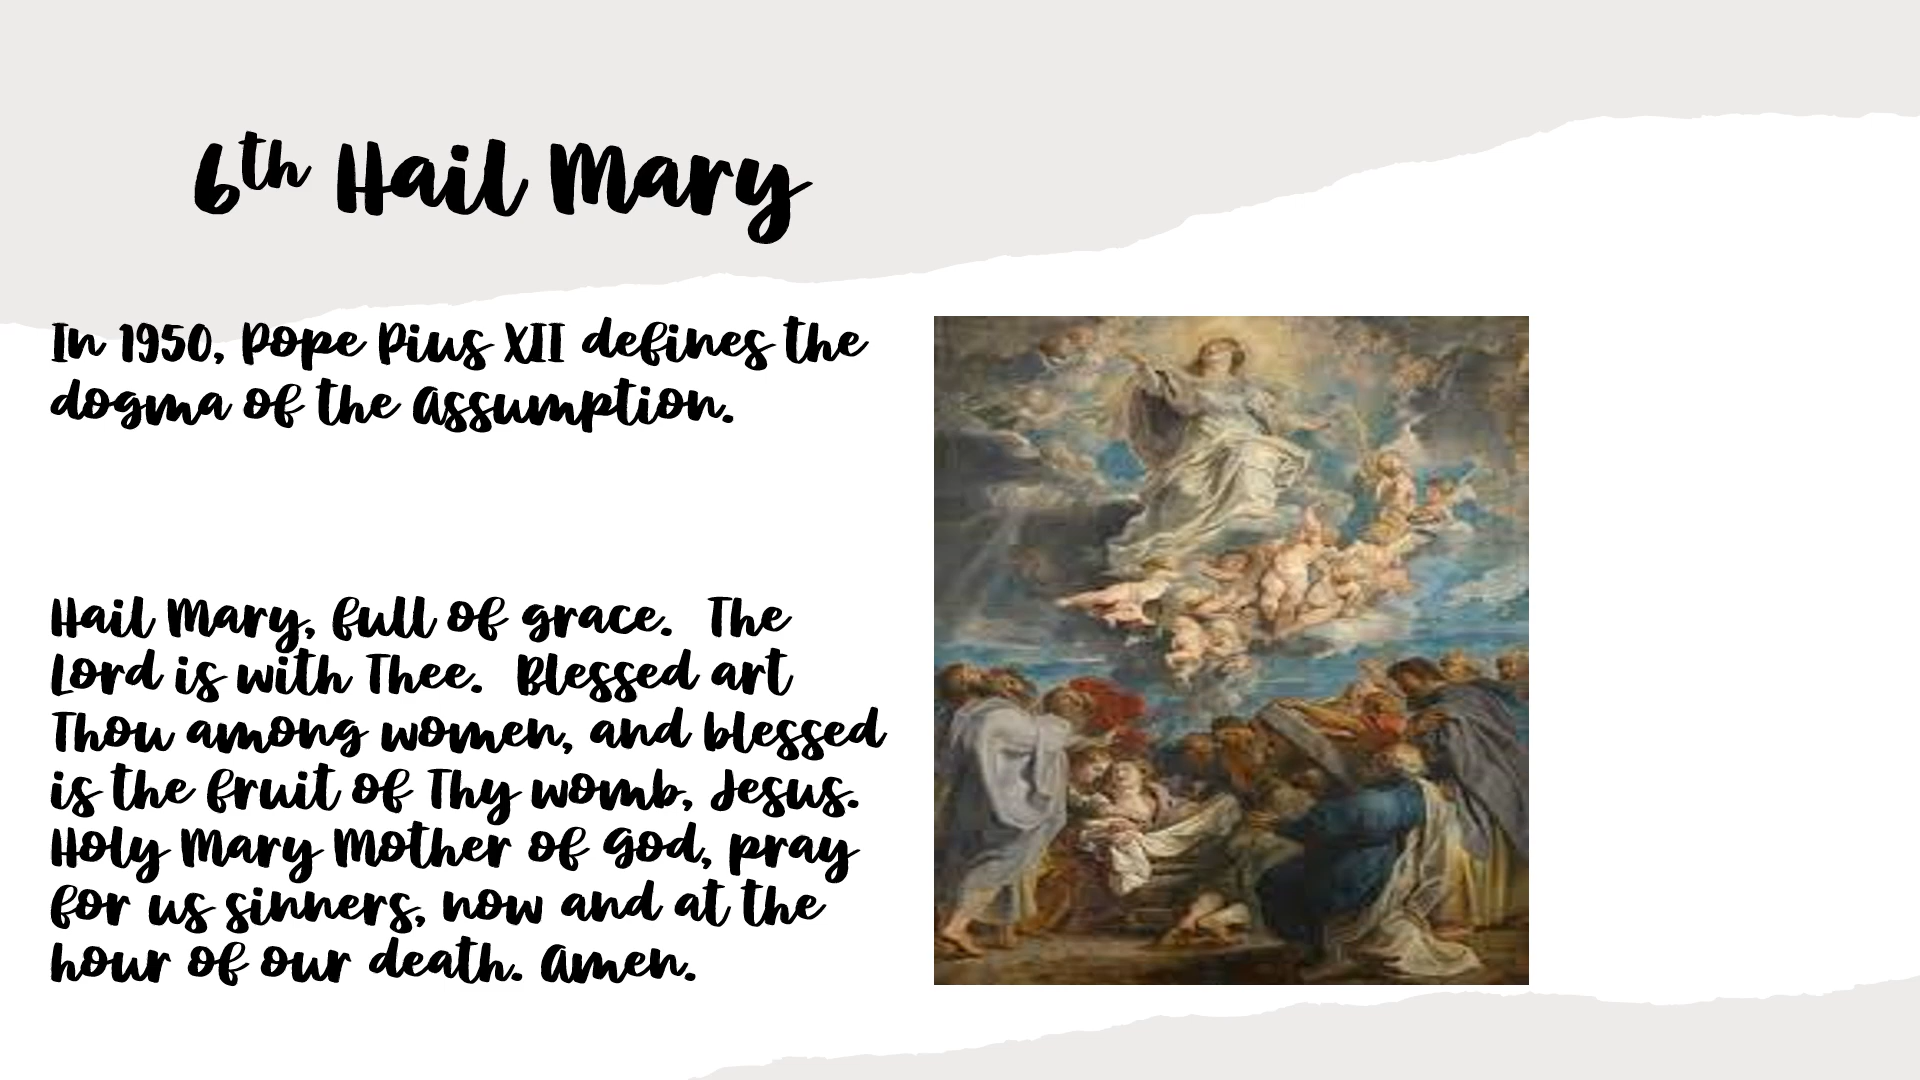 6th Hail Mary
In 1950, Pope Pius XII defines the
dogma of the Assumption.
Hail Mary, full of grace.  The
Lord is with Thee.  Blessed art
Thou among women, and blessed
is the fruit of Thy womb, Jesus.
Holy Mary Mother of God, pray
for us sinners, now and at the
hour of our death. Amen.